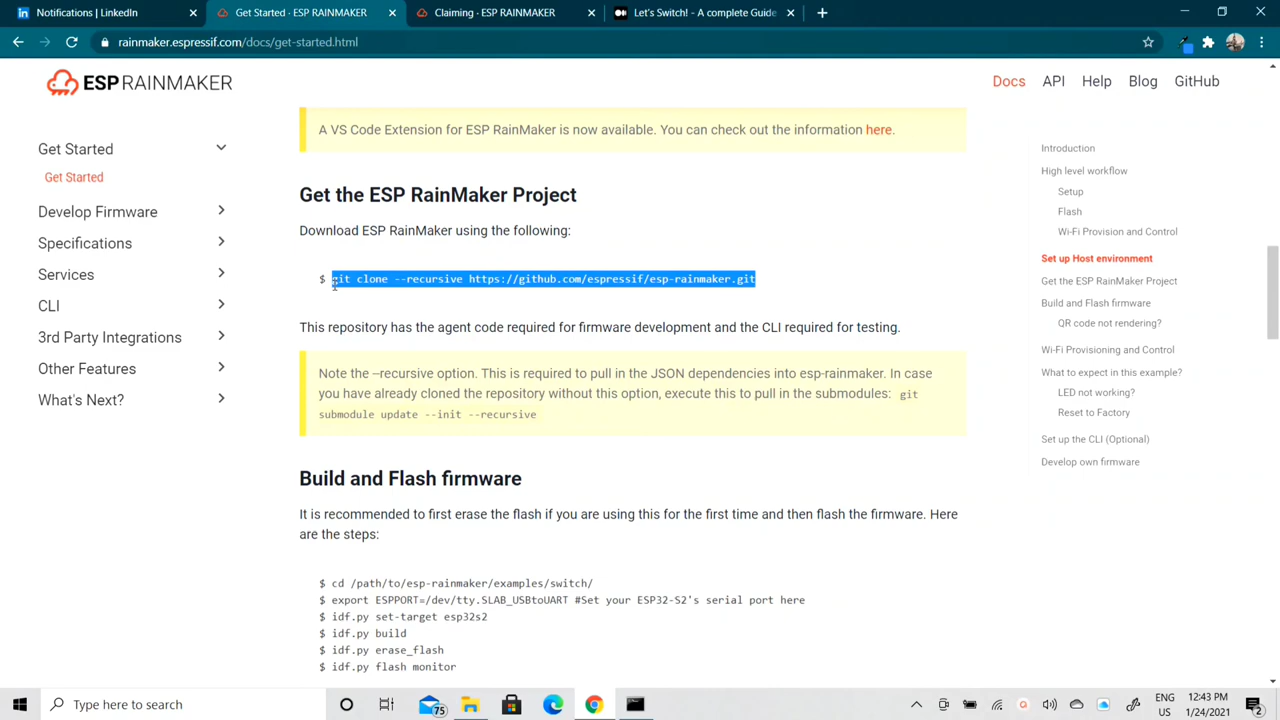 Notifications | LinkedIn
Get Started · ESP RAINMAKER
Claiming · ESP RAINMAKER
Let's Switch! - A complete Guide
rainmaker.espressif.com/docs/get-started.html
ESP RAINMAKER
Docs
API
Help
Blog
GitHub
Get Started
Get Started
Develop Firmware
Specifications
Services
CLI
3rd Party Integrations
Other Features
What's Next?
A VS Code Extension for ESP RainMaker is now available. You can check out the information here.
Get the ESP RainMaker Project
Download ESP RainMaker using the following:
$ git clone --recursive https://github.com/espressif/esp-rainmaker.git
This repository has the agent code required for firmware development and the CLI required for testing.
Note the –recursive option. This is required to pull in the JSON dependencies into esp-rainmaker. In case
you have already cloned the repository without this option, execute this to pull in the submodules: git
submodule update --init --recursive
Build and Flash firmware
It is recommended to first erase the flash if you are using this for the first time and then flash the firmware. Here
are the steps:
$ cd /path/to/esp-rainmaker/examples/switch/
$ export ESPPORT=/dev/tty.SLAB_USBtoUART #Set your ESP32-S2's serial port here
$ idf.py set-target esp32s2
$ idf.py build
$ idf.py erase_flash
$ idf.py flash monitor
Introduction
High level workflow
Setup
Flash
Wi-Fi Provision and Control
Set up Host environment
Get the ESP RainMaker Project
Build and Flash firmware
QR code not rendering?
Wi-Fi Provisioning and Control
What to expect in this example?
LED not working?
Reset to Factory
Set up the CLI (Optional)
Develop own firmware
Type here to search
75
ENG
US
12:43 PM
1/24/2021
2